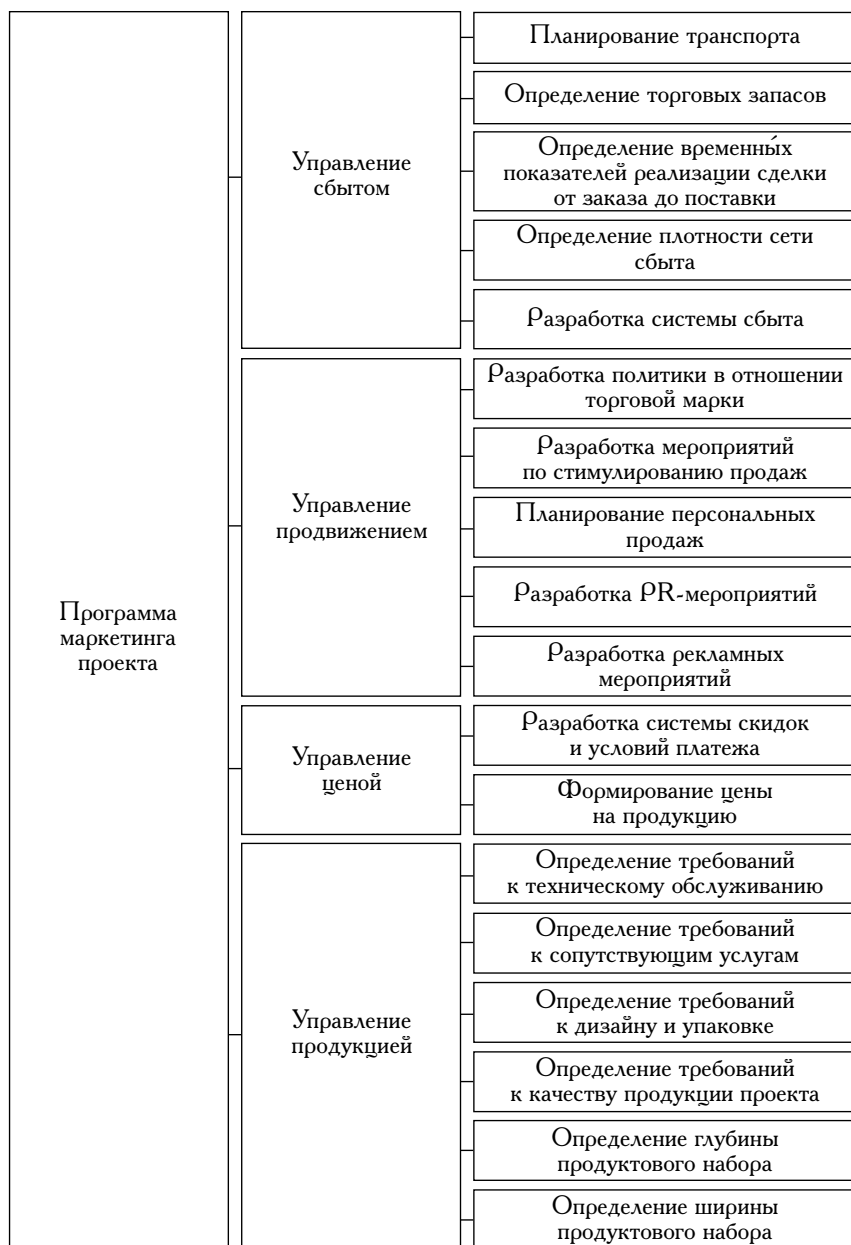 Программа
маркетинга
проекта
Управление
сбытом
Планирование транспорта
Определение торговых запасов
Определение временны́х
показателей реализации сделки
от заказа до поставки
Определение плотности сети
сбыта
Разработка системы сбыта
Управление
продвижением
Разработка политики в отношении
торговой марки
Разработка мероприятий
по стимулированию продаж
Планирование персональных
продаж
Разработка PR-мероприятий
Разработка рекламных
мероприятий
Управление
ценой
Разработка системы скидок
и условий платежа
Формирование цены
на продукцию
Управление
продукцией
Определение требований
к техническому обслуживанию
Определение требований
к сопутствующим услугам
Определение требований
к дизайну и упаковке
Определение требований
к качеству продукции проекта
Определение глубины
продуктового набора
Определение ширины
продуктового набора